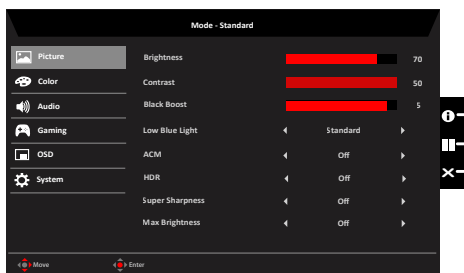 Mode - Standard
Picture
Brightness 70
Color
Contrast 50
Audio
Black Boost 5
Gaming
Low Blue Light Standard
OSD
ACM Off
System
HDR Off
Super Sharpness Off
Max Brightness Off
Move Enter